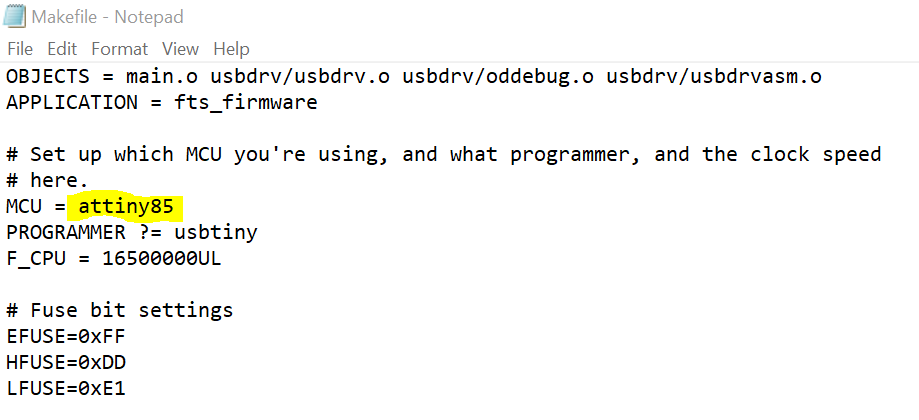 Makefile - Notepad
File Edit Format View Help
OBJECTS = main.o usbdrv/usbdrv.o usbdrv/oddebug.o usbdrv/usbdrvasm.o
APPLICATION = fts_firmware
# Set up which MCU you're using, and what programmer, and the clock speed
# here.
MCU = attiny85
PROGRAMMER ?= usbtiny
F_CPU = 16500000UL
# Fuse bit settings
EFUSE=0xFF
HFUSE=0xDD
LFUSE=0xE1